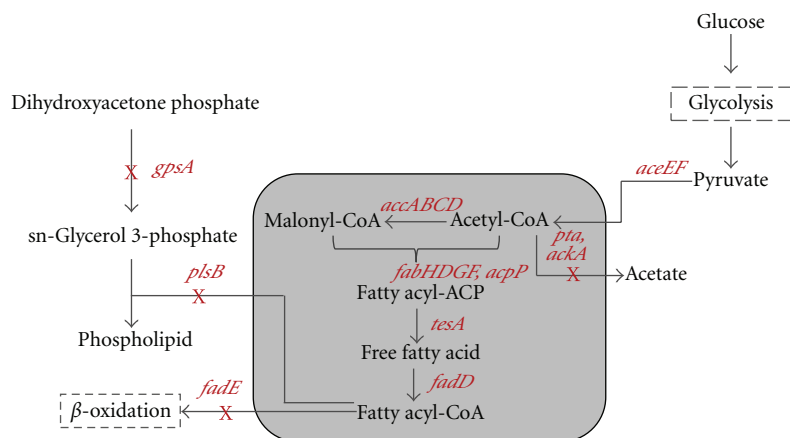 Glucose
Dihydroxyacetone phosphate
Glycolysis
X gpsA
aceEF
Pyruvate
accABCD
Malonyl-CoA
Acetyl-CoA
sn-Glycerol 3-phosphate
pta,
ackA
plsB
fabHDGF, acpP
X
Acetate
X
Fatty acyl-ACP
Phospholipid
tesA
Free fatty acid
fadE
fadD
β-oxidation
X
Fatty acyl-CoA